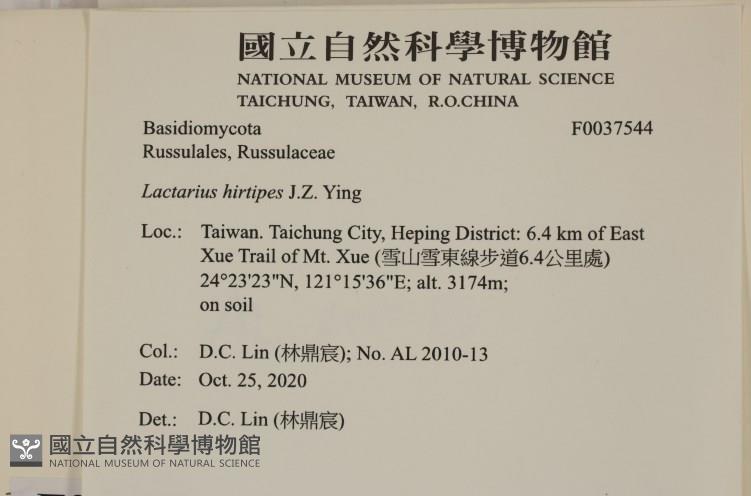 國立自然科學博物館
NATIONAL MUSEUM OF NATURAL SCIENCE
TAICHUNG, TAIWAN, R.O.CHINA
Basidiomycota F0037544
Russulales, Russulaceae
Lactarius hirtipes J.Z. Ying
Loc.: Taiwan. Taichung City, Heping District: 6.4 km of East
Xue Trail of Mt. Xue (雪山雪東線步道6.4公里處)
24°23'23"N, 121°15'36"E; alt. 3174m;
on soil
Col.: D.C. Lin (林鼎宸); No. AL 2010-13
Date: Oct. 25, 2020
Det.: D.C. Lin (林鼎宸)
國立自然科學博物館
NATIONAL MUSEUM OF NATURAL SCIENCE